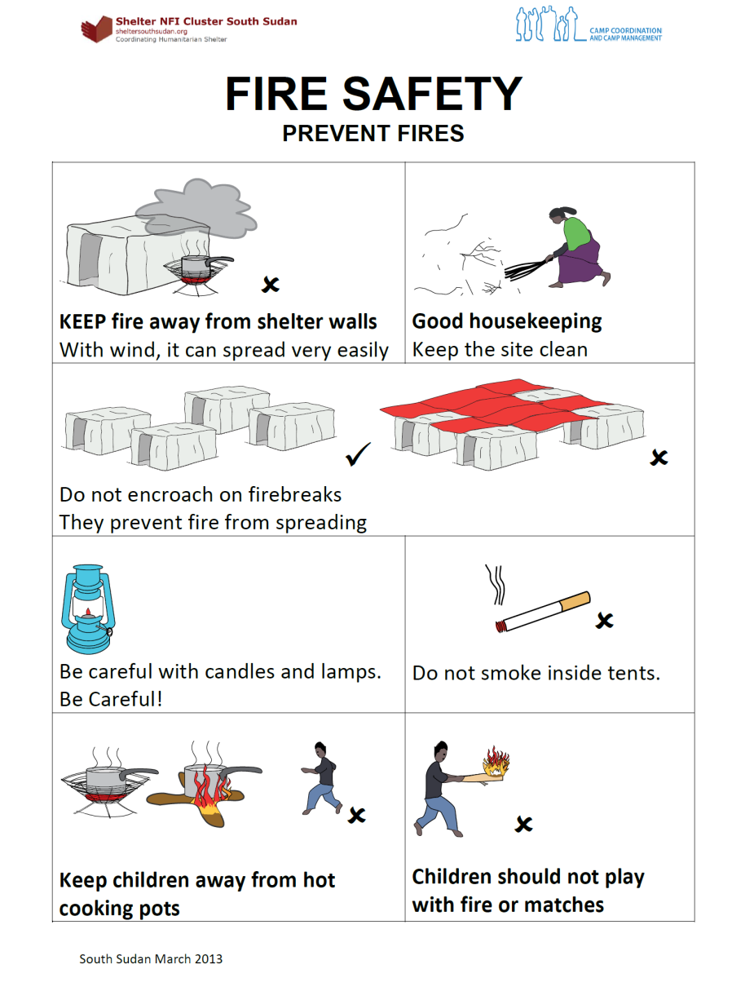 Shelter NFI Cluster South Sudan
sheltersouthsudan.org
Coordinating Humanitarian Shelter
CAMP COORDINATION
AND CAMP MANAGEMENT
FIRE SAFETY
PREVENT FIRES
KEEP fire away from shelter walls
With wind, it can spread very easily
Good housekeeping
Keep the site clean
Do not encroach on firebreaks
They prevent fire from spreading
Be careful with candles and lamps.
Be Careful!
Do not smoke inside tents.
Keep children away from hot
cooking pots
Children should not play
with fire or matches
South Sudan March 2013